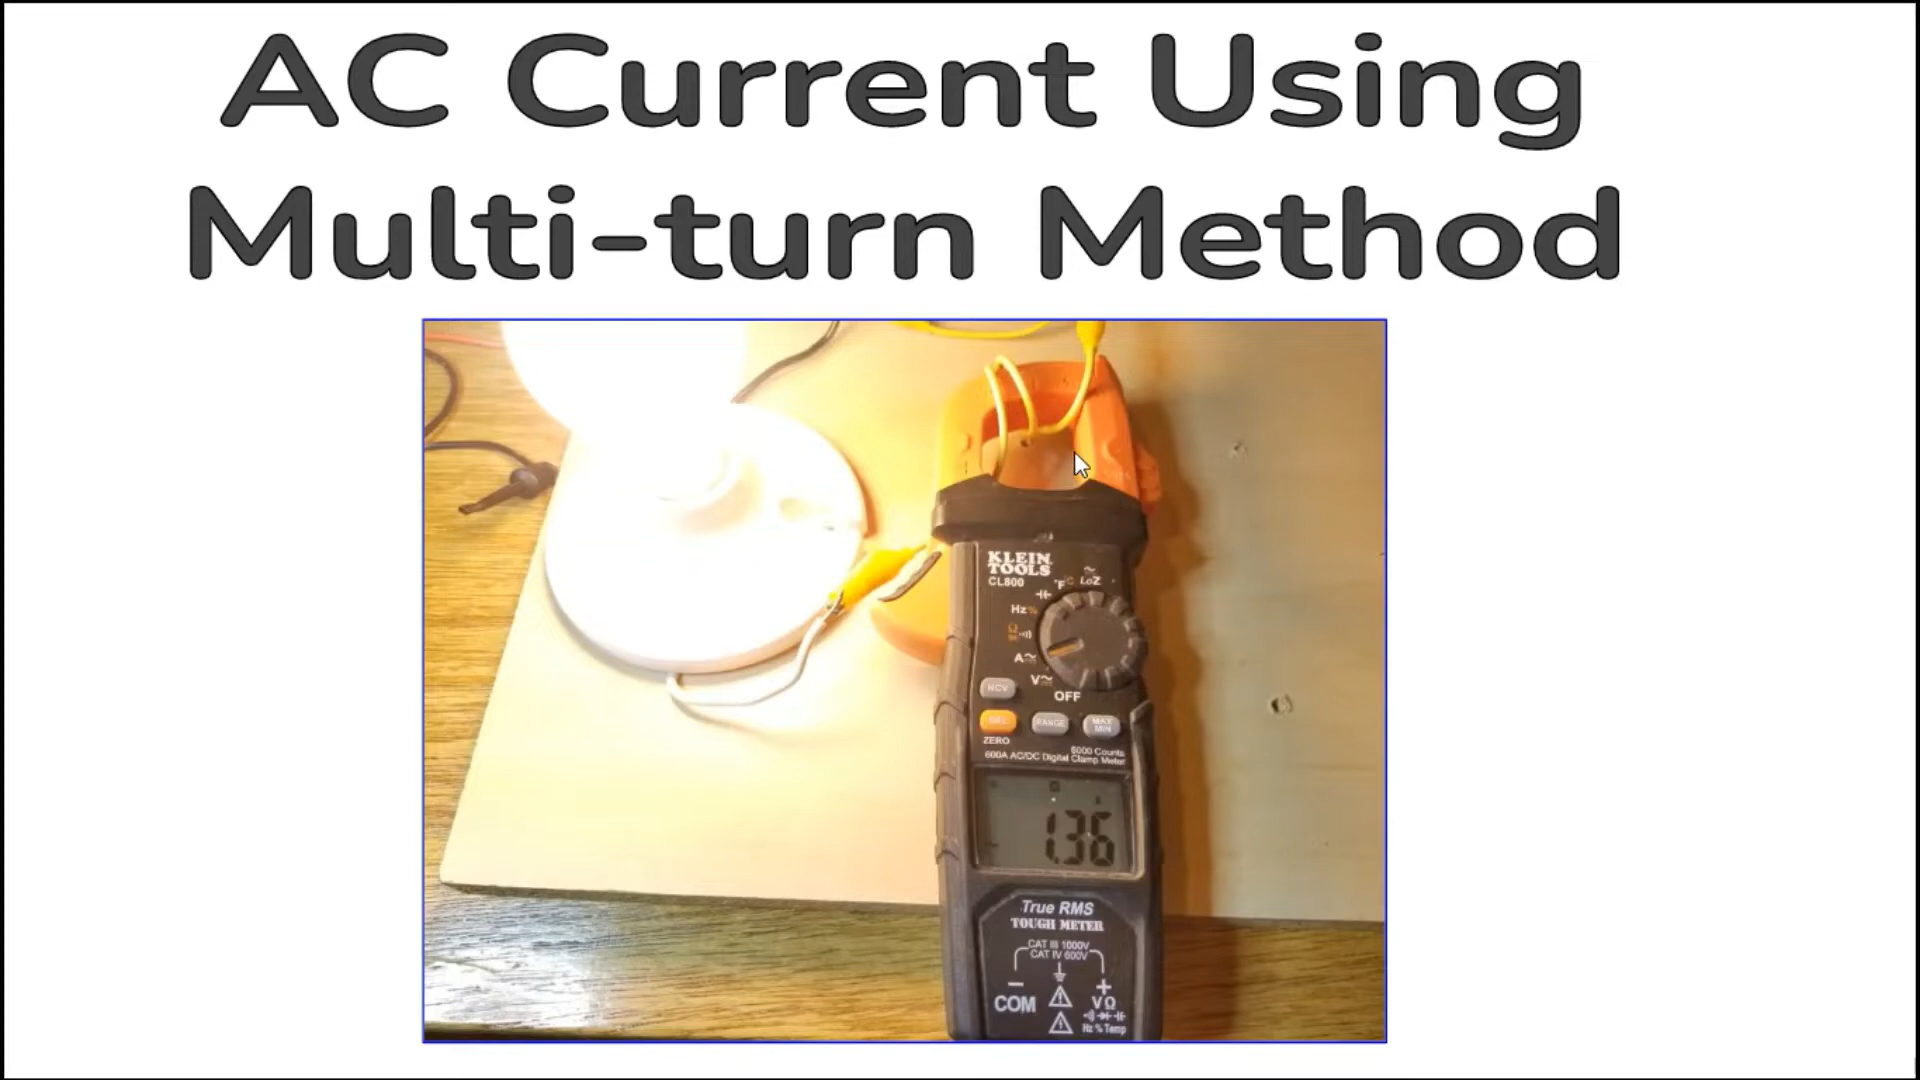 AC Current Using
Multi-turn Method
KLEIN
TOOLS
CL800
°F°C
~ LoZ
Hz%
Ω
A
V
OFF
NCV
SEL
RANGE
MAX
MIN
ZERO
6000 Counts
600A AC/DC Digital Clamp Meter
1.36
True RMS
TOUGH METER
CAT III 1000V
CAT IV 600V
− +
COM
VΩ
Hz % Temp